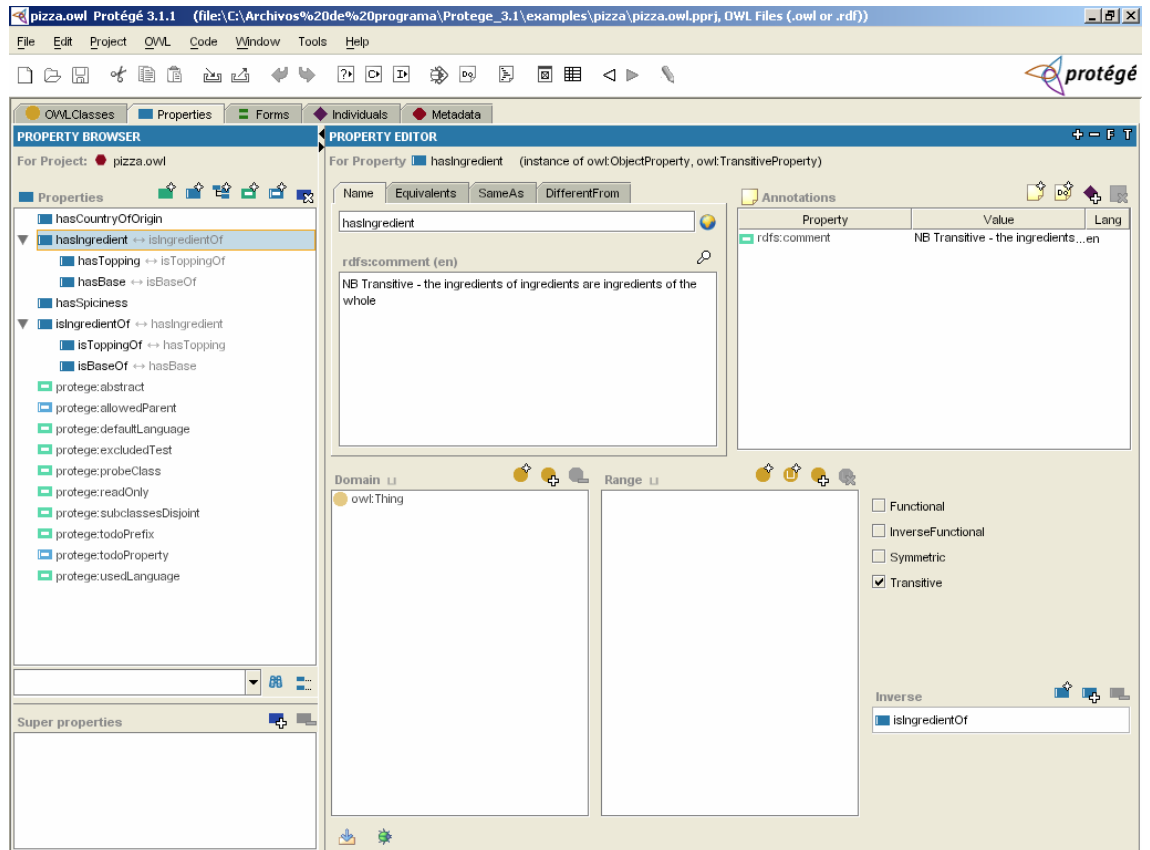 pizza.owl Protégé 3.1.1 (file:\C:\Archivos%20de%20programa\Protege_3.1\examples\pizza\pizza.owl.pprj, OWL Files (.owl or .rdf))
File Edit Project OWL Code Window Tools Help
protégé
OWLClasses Properties Forms Individuals Metadata
PROPERTY BROWSER
For Project: pizza.owl
Properties
hasCountryOfOrigin
hasIngredient ↔ isIngredientOf
hasTopping ↔ isToppingOf
hasBase ↔ isBaseOf
hasSpiciness
isIngredientOf ↔ hasIngredient
isToppingOf ↔ hasTopping
isBaseOf ↔ hasBase
protege:abstract
protege:allowedParent
protege:defaultLanguage
protege:excludedTest
protege:probeClass
protege:readOnly
protege:subclassesDisjoint
protege:todoPrefix
protege:todoProperty
protege:usedLanguage
Super properties
PROPERTY EDITOR
F T
For Property hasIngredient (instance of owl:ObjectProperty, owl:TransitiveProperty)
Name Equivalents SameAs DifferentFrom
hasIngredient
rdfs:comment (en)
NB Transitive - the ingredients of ingredients are ingredients of the
whole
Annotations
Property Value Lang
rdfs:comment NB Transitive - the ingredients...en
Domain ⊔
owl:Thing
Range ⊔
Functional
InverseFunctional
Symmetric
Transitive
Inverse
isIngredientOf